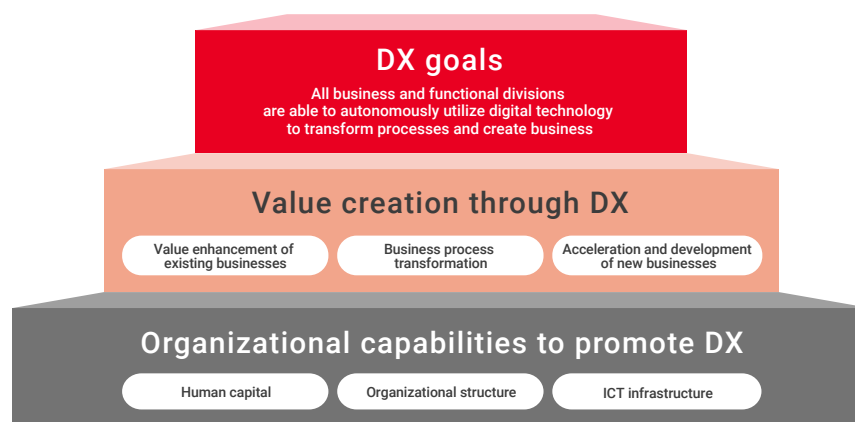 DX goals
All business and functional divisions
are able to autonomously utilize digital technology
to transform processes and create business
Value creation through DX
Value enhancement of
existing businesses
Business process
transformation
Acceleration and development
of new businesses
Organizational capabilities to promote DX
Human capital
Organizational structure
ICT infrastructure